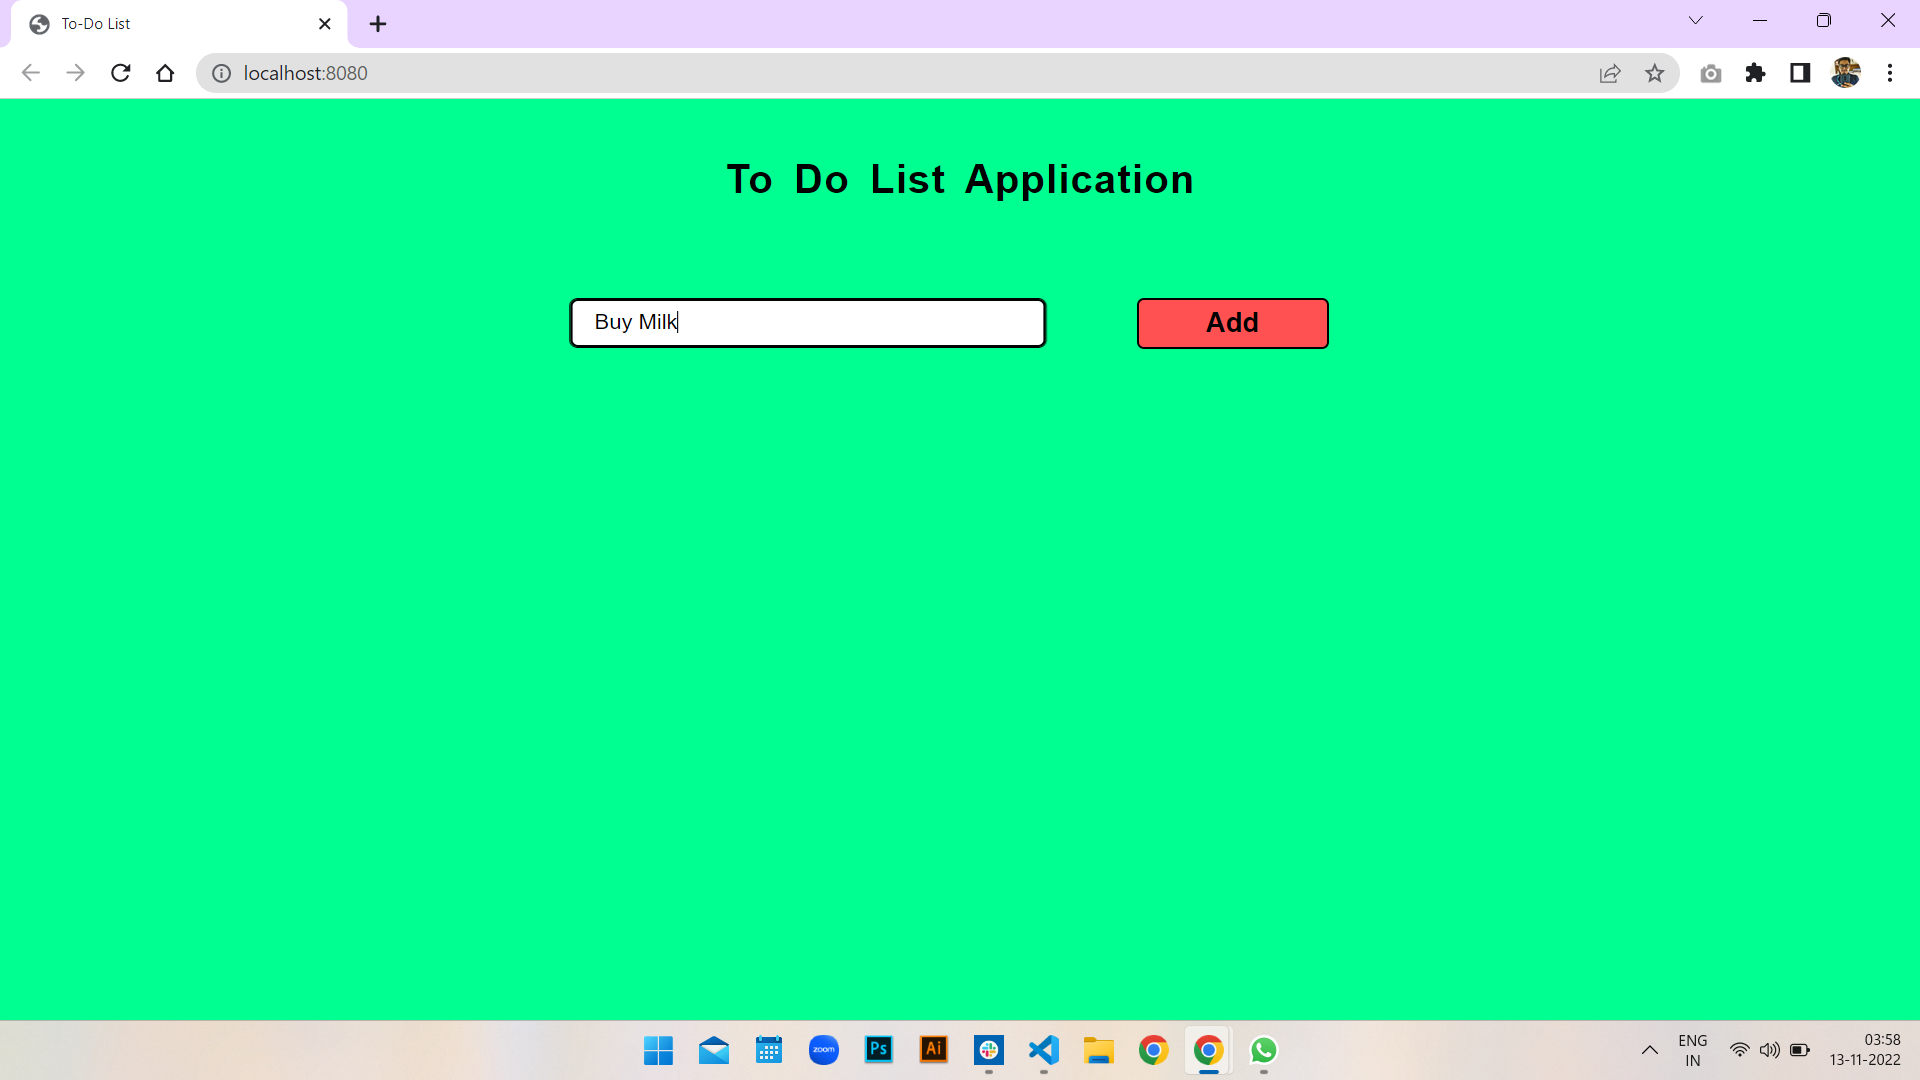 To-Do List
localhost:8080
To Do List Application
Buy Milk
Add
zoom
Ps
Ai
ENG
IN
03:58
13-11-2022